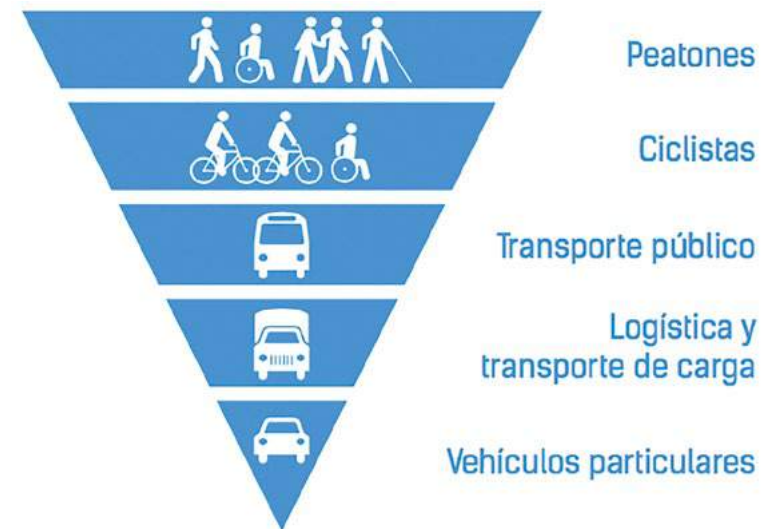 Peatones
Ciclistas
Transporte público
Logística y
transporte de carga
Vehículos particulares